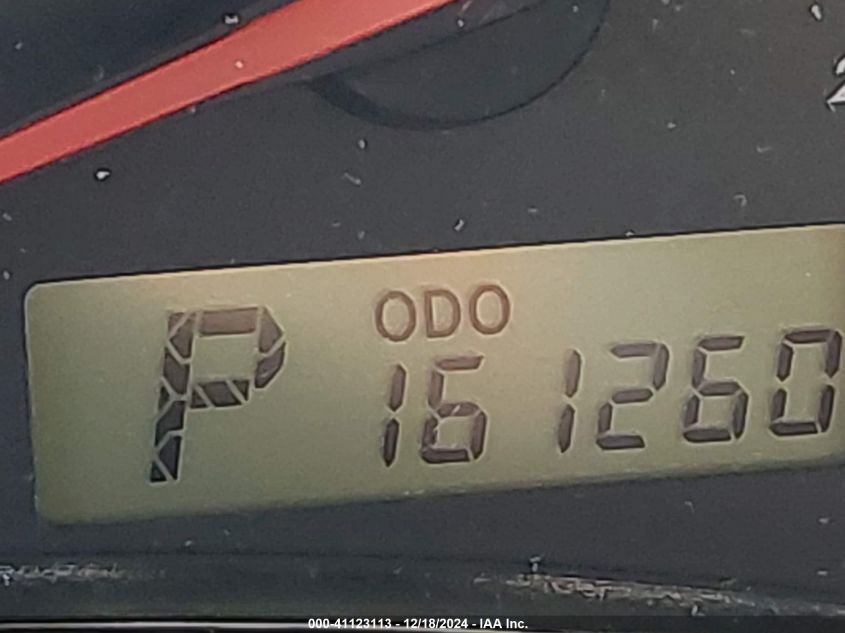 P ODO
161260
000-41123113 - 12/18/2024 - IAA Inc.